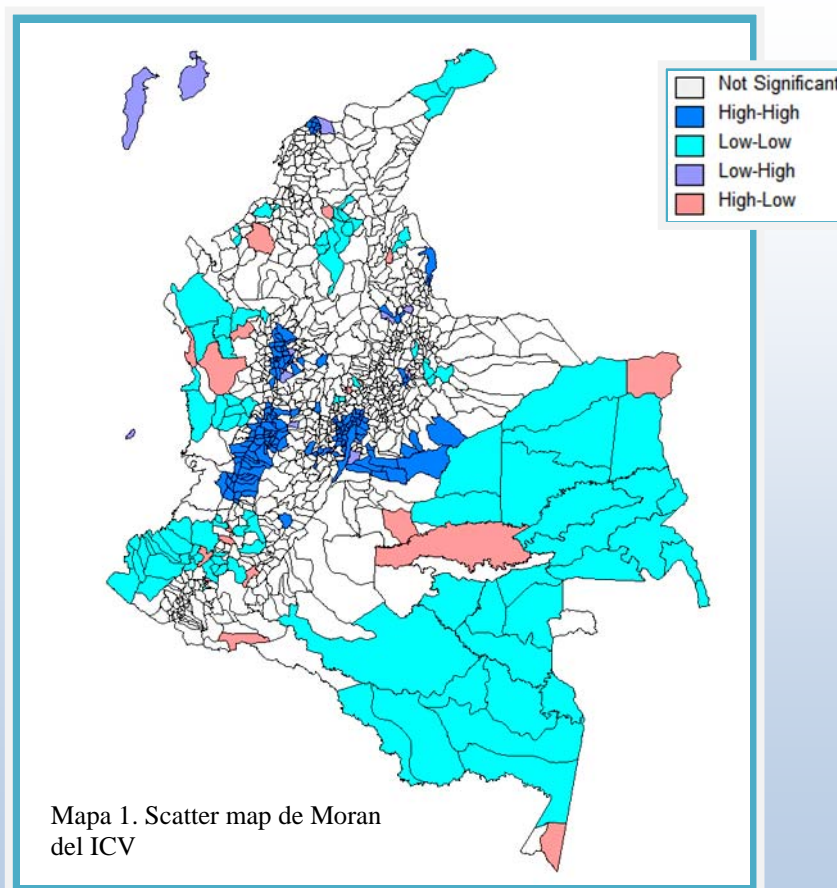 Not Significant
High-High
Low-Low
Low-High
High-Low
Mapa 1. Scatter map de Moran
del ICV